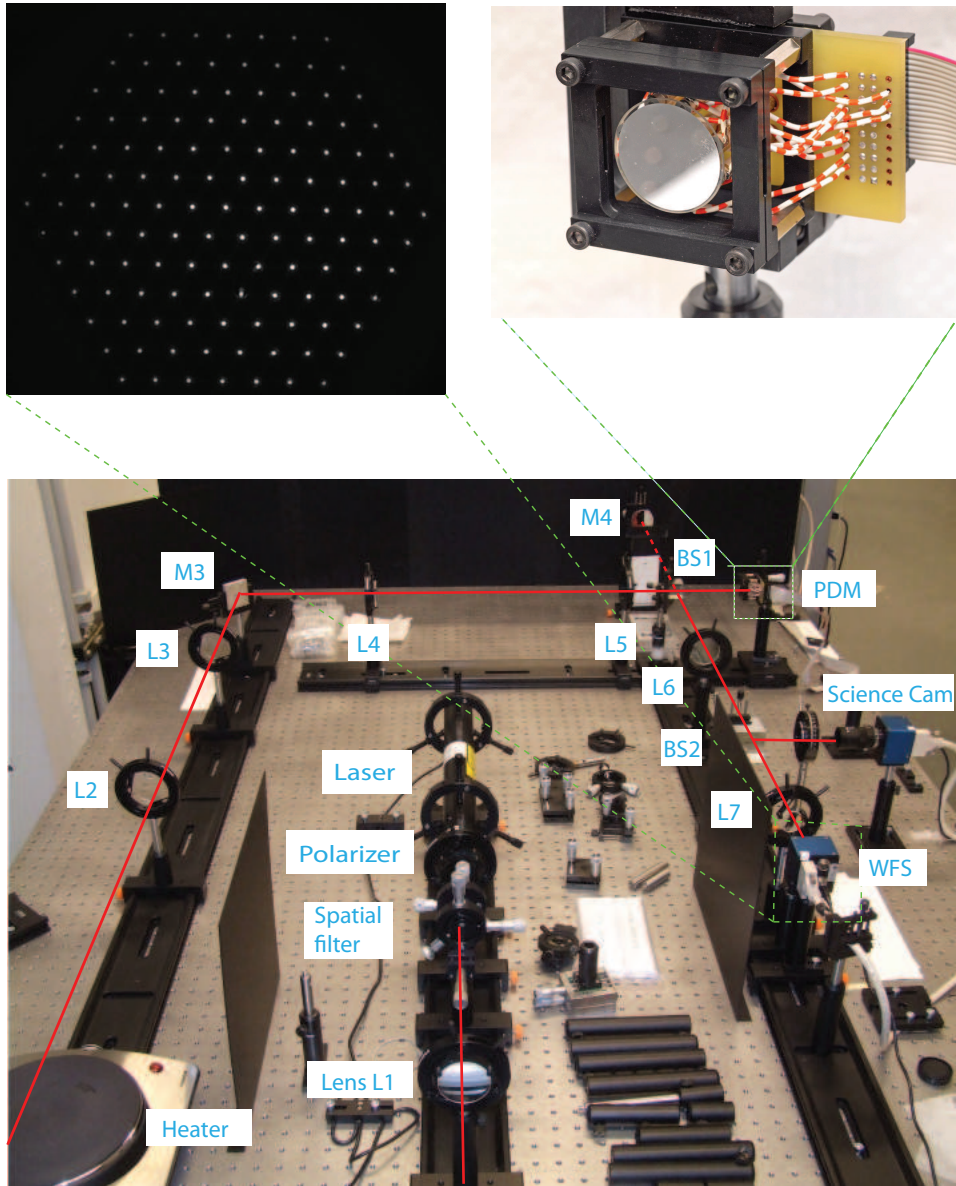 M4
BS1
M3
PDM
L3
L4
L5
L6
Science Cam
BS2
Laser
L2
L7
Polarizer
WFS
Spatial
filter
Lens L1
Heater